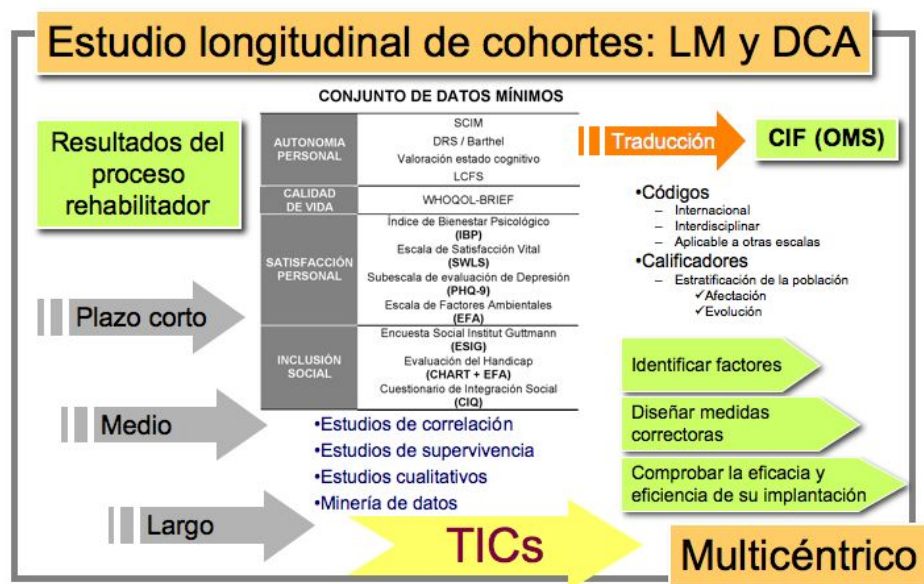 Estudio longitudinal de cohortes: LM y DCA
Resultados del
proceso
rehabilitador
Plazo corto
Medio
Largo
CONJUNTO DE DATOS MÍNIMOS
AUTONOMIA
PERSONAL
SCIM
DRS / Barthel
Valoración estado cognitivo
LCFS
CALIDAD
DE VIDA
WHOQOL-BRIEF
SATISFACCIÓN
PERSONAL
Índice de Bienestar Psicológico
(IBP)
Escala de Satisfacción Vital
(SWLS)
Subescala de evaluación de Depresión
(PHQ-9)
Escala de Factores Ambientales
(EFA)
INCLUSIÓN
SOCIAL
Encuesta Social Institut Guttmann
(ESIG)
Evaluación del Handicap
(CHART + EFA)
Cuestionario de Integración Social
(CIQ)
•Estudios de correlación
•Estudios de supervivencia
•Estudios cualitativos
•Minería de datos
TICs
Traducción
CIF (OMS)
•Códigos
– Internacional
– Interdisciplinar
– Aplicable a otras escalas
•Calificadores
– Estratificación de la población
✓Afectación
✓Evolución
Identificar factores
Diseñar medidas
correctoras
Comprobar la eficacia y
eficiencia de su implantación
Multicéntrico